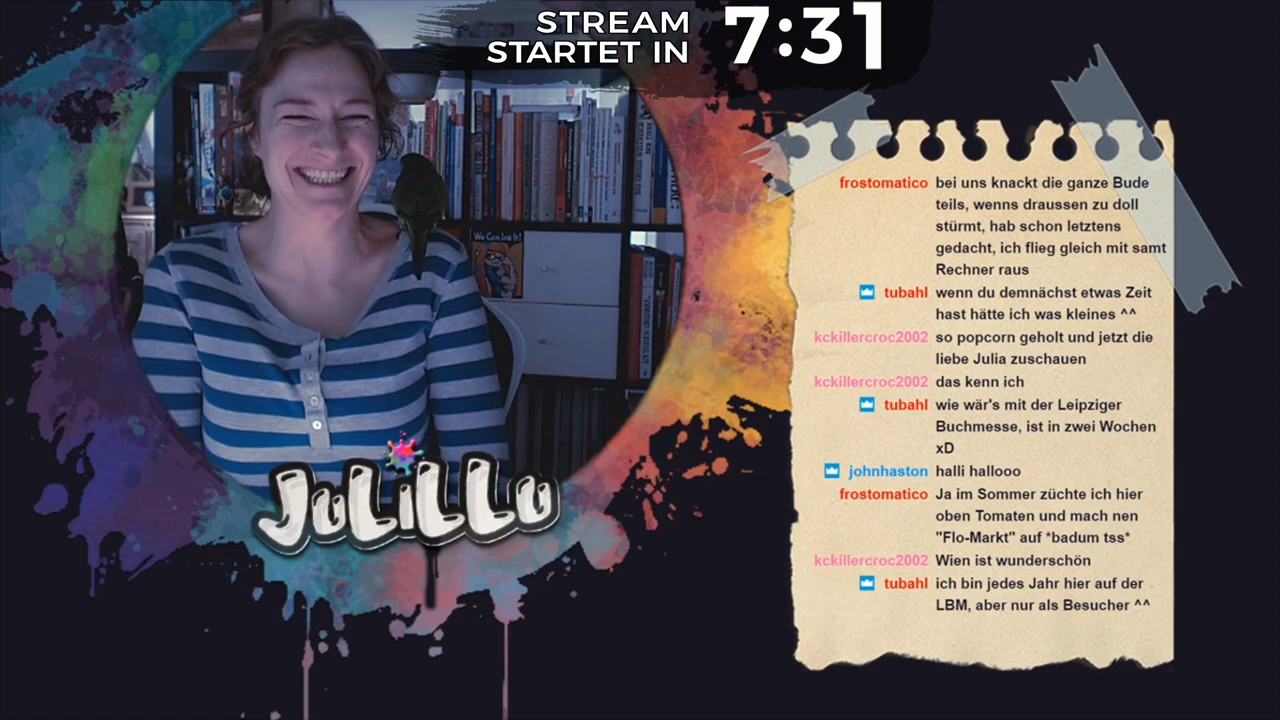 STREAM
STARTET IN
7:31
We Can Ink It!
JULILLU
frostomatico bei uns knackt die ganze Bude
teils, wenns draussen zu doll
stürmt, hab schon letztens
gedacht, ich flieg gleich mit samt
Rechner raus
tubahl wenn du demnächst etwas Zeit
hast hätte ich was kleines ^^
kckillercroc2002 so popcorn geholt und jetzt die
liebe Julia zuschauen
kckillercroc2002 das kenn ich
tubahl wie wär's mit der Leipziger
Buchmesse, ist in zwei Wochen
xD
johnhaston halli hallooo
frostomatico Ja im Sommer züchte ich hier
oben Tomaten und mach nen
"Flo-Markt" auf *badum tss*
kckillercroc2002 Wien ist wunderschön
tubahl ich bin jedes Jahr hier auf der
LBM, aber nur als Besucher ^^